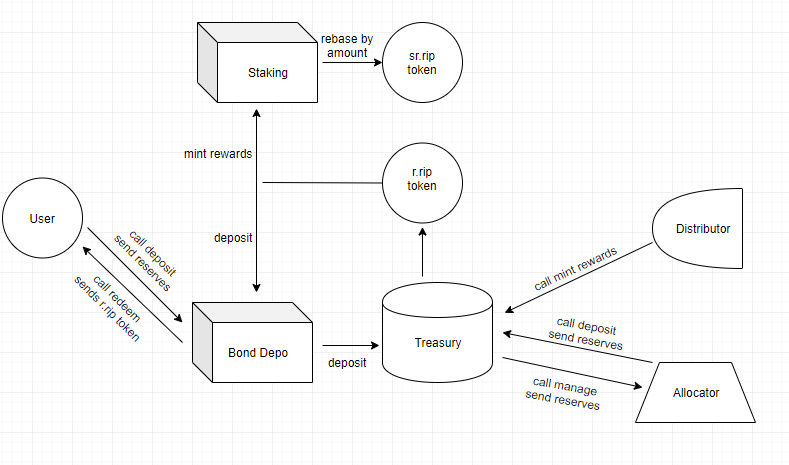 rebase by
amount
Staking
sr.rip
token
mint rewards
r.rip
token
User
call deposit
send reserves
call redeem
sends r.rip token
deposit
Distributor
call mint rewards
Bond Depo
deposit
Treasury
call deposit
send reserves
call manage
send reserves
Allocator